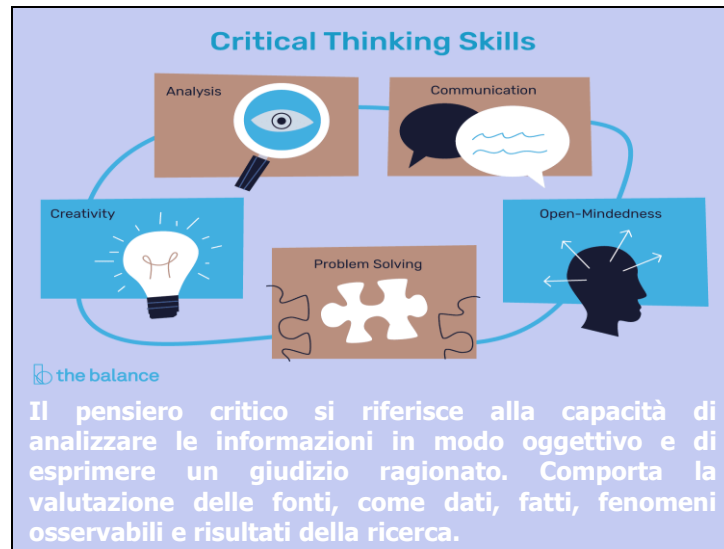 Critical Thinking Skills
Analysis
Communication
Creativity
Open-Mindedness
Problem Solving
the balance
Il pensiero critico si riferisce alla capacità di
analizzare le informazioni in modo oggettivo e di
esprimere un giudizio ragionato. Comporta la
valutazione delle fonti, come dati, fatti, fenomeni
osservabili e risultati della ricerca.